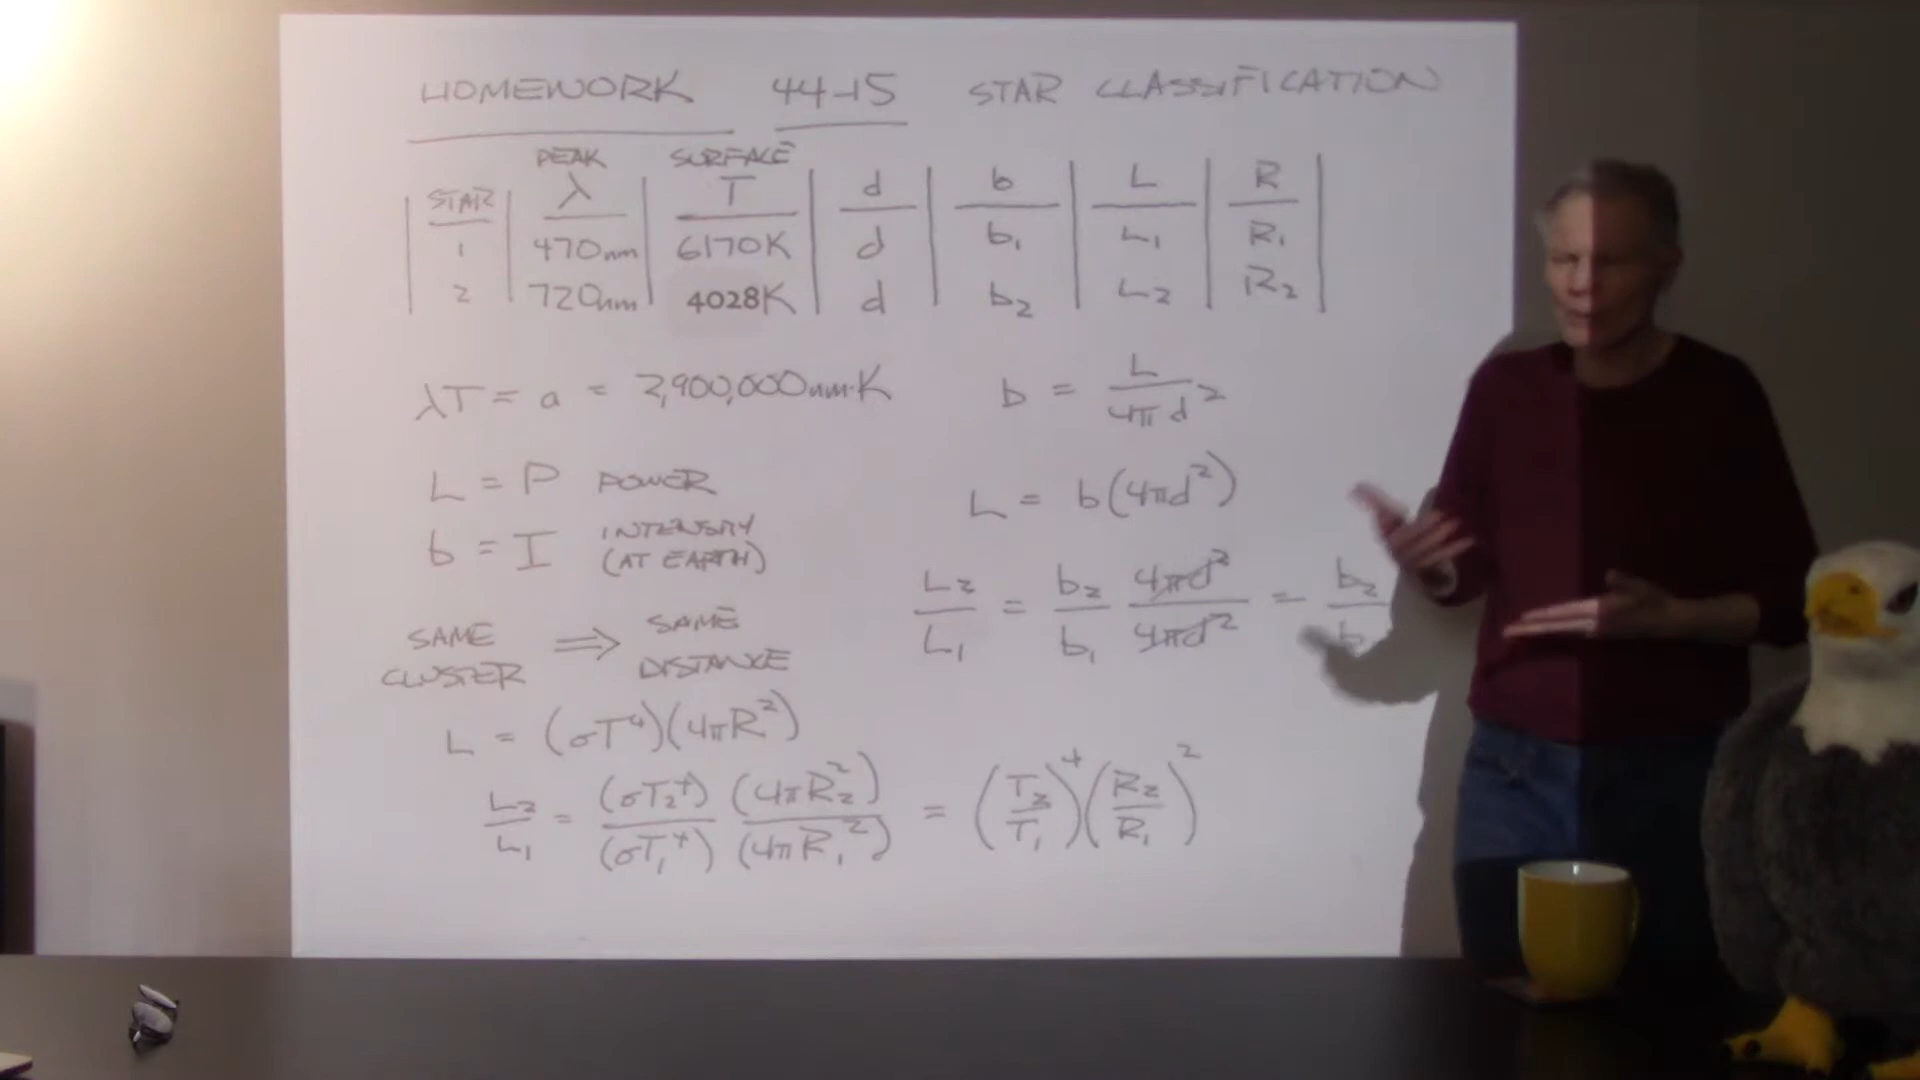 HOMEWORK 44-15 STAR CLASSIFICATION
PEAK SURFACE
STAR λ T d b L R
1 470nm 6170K d b₁ L₁ R₁
2 720nm 4028K d b₂ L₂ R₂
λT = a = 2,900,000nm·K
b = L / 4πd²
L = P POWER
L = b(4πd²)
b = I INTENSITY (AT EARTH)
L₂/L₁ = b₂/b₁ 4πd²/4πd² = b₂/b
SAME CLUSTER ⇒ SAME DISTANCE
L = (σT⁴)(4πR²)
L₂/L₁ = (σT₂⁴)/(σT₁⁴) (4πR₂²)/(4πR₁²) = (T₂/T₁)⁴(R₂/R₁)²